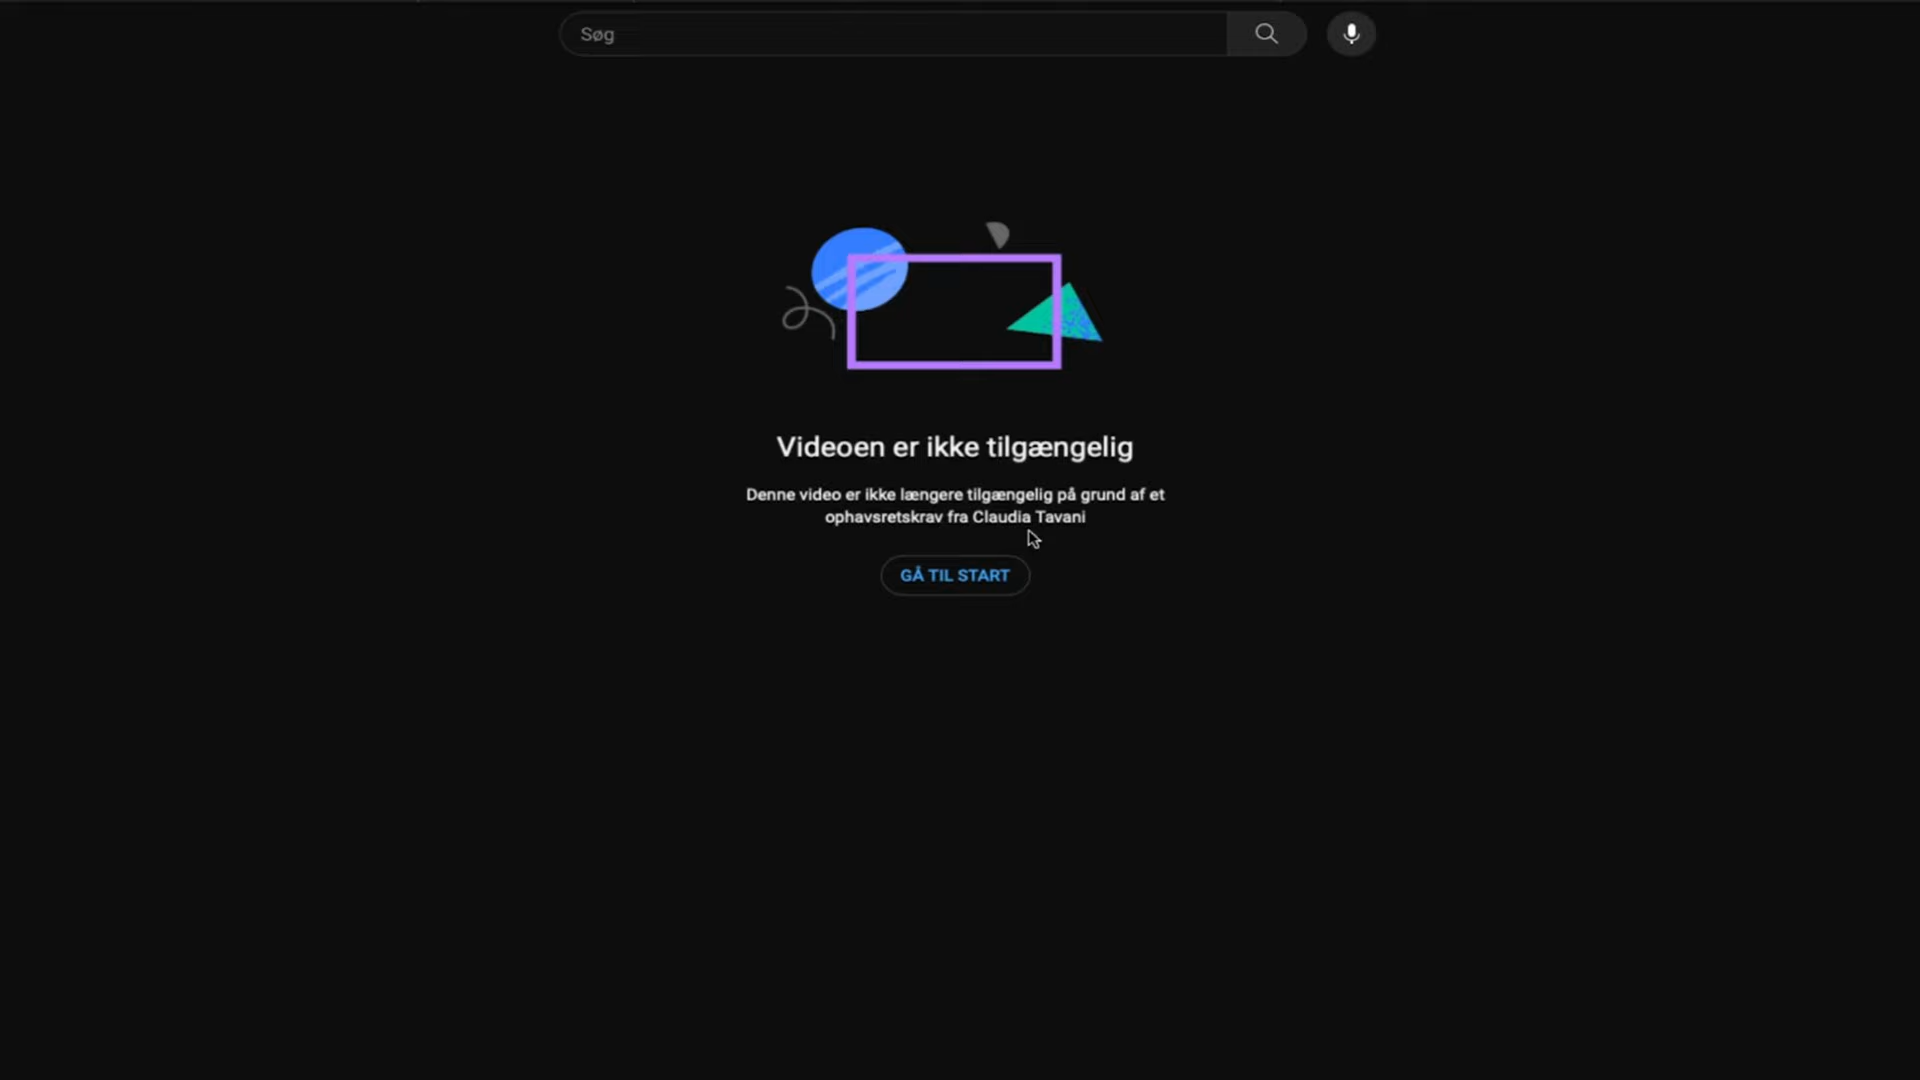 Søg
Videoen er ikke tilgængelig
Denne video er ikke længere tilgængelig på grund af et
ophavsretskrav fra Claudia Tavani
GÅ TIL START